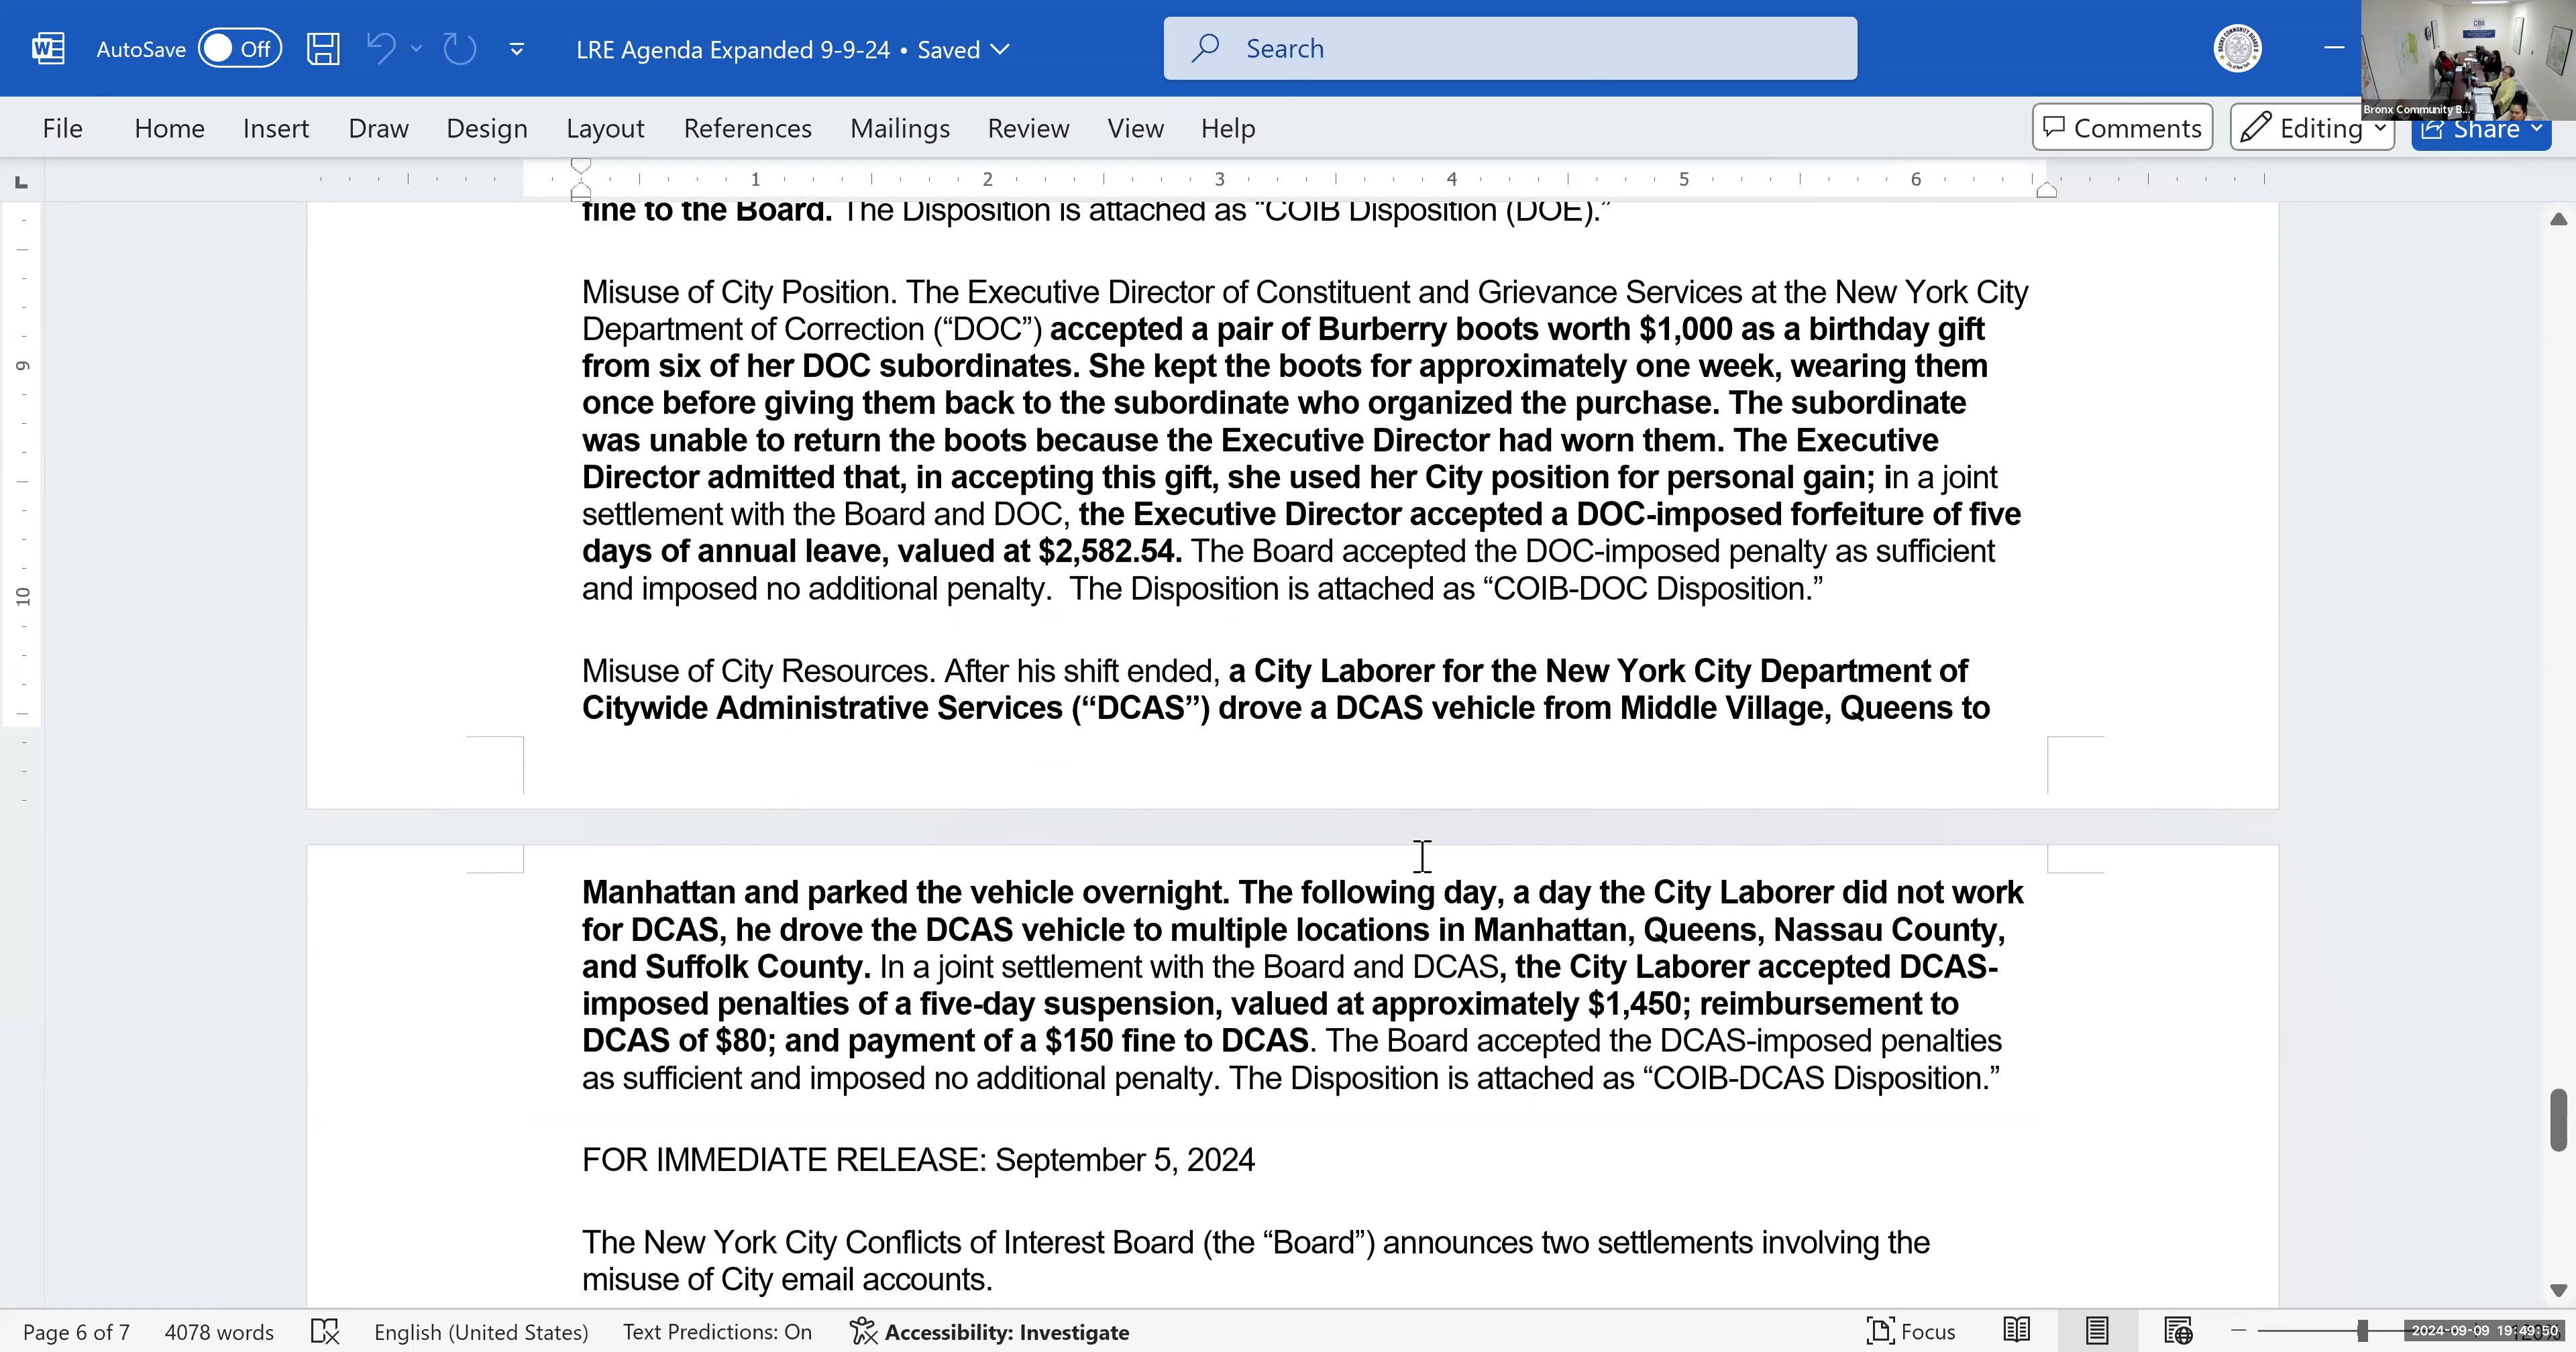 AutoSave Off LRE Agenda Expanded 9-9-24 • Saved Search
Bronx Community B...
File Home Insert Draw Design Layout References Mailings Review View Help Comments Editing Share
1 2 3 4 5 6
fine to the Board. The Disposition is attached as “COIB Disposition (DOE).”
Misuse of City Position. The Executive Director of Constituent and Grievance Services at the New York City
Department of Correction (“DOC”) accepted a pair of Burberry boots worth $1,000 as a birthday gift
from six of her DOC subordinates. She kept the boots for approximately one week, wearing them
once before giving them back to the subordinate who organized the purchase. The subordinate
was unable to return the boots because the Executive Director had worn them. The Executive
Director admitted that, in accepting this gift, she used her City position for personal gain; in a joint
settlement with the Board and DOC, the Executive Director accepted a DOC-imposed forfeiture of five
days of annual leave, valued at $2,582.54. The Board accepted the DOC-imposed penalty as sufficient
and imposed no additional penalty.  The Disposition is attached as “COIB-DOC Disposition.”
Misuse of City Resources. After his shift ended, a City Laborer for the New York City Department of
Citywide Administrative Services (“DCAS”) drove a DCAS vehicle from Middle Village, Queens to
9
10
Manhattan and parked the vehicle overnight. The following day, a day the City Laborer did not work
for DCAS, he drove the DCAS vehicle to multiple locations in Manhattan, Queens, Nassau County,
and Suffolk County. In a joint settlement with the Board and DCAS, the City Laborer accepted DCAS-
imposed penalties of a five-day suspension, valued at approximately $1,450; reimbursement to
DCAS of $80; and payment of a $150 fine to DCAS. The Board accepted the DCAS-imposed penalties
as sufficient and imposed no additional penalty. The Disposition is attached as “COIB-DCAS Disposition.”
FOR IMMEDIATE RELEASE: September 5, 2024
The New York City Conflicts of Interest Board (the “Board”) announces two settlements involving the
misuse of City email accounts.
Page 6 of 7 4078 words English (United States) Text Predictions: On Accessibility: Investigate Focus
2024-09-09 19:49:50